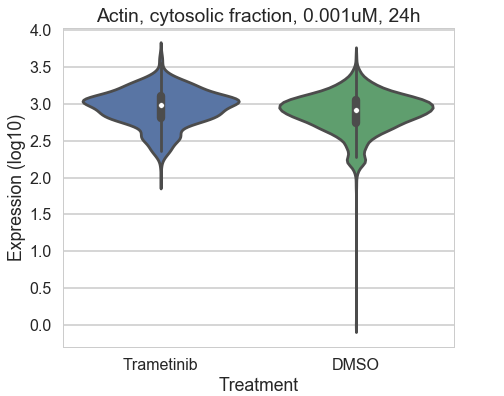 Actin, cytosolic fraction, 0.001uM, 24h
4.0
3.5
3.0
2.5
2.0
1.5
1.0
0.5
0.0
Expression (log10)
Trametinib DMSO
Treatment